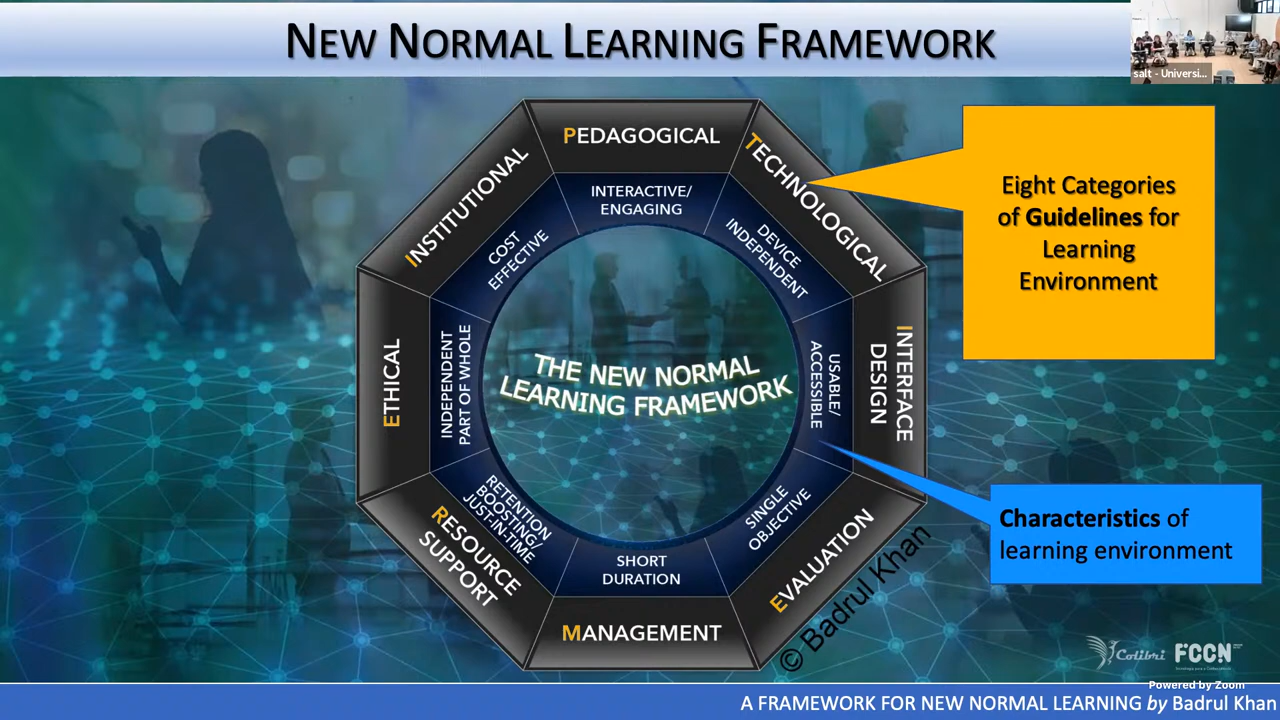 NEW NORMAL LEARNING FRAMEWORK
salt - Universi...
PEDAGOGICAL
TECHNOLOGICAL
INTERFACE
DESIGN
EVALUATION
MANAGEMENT
RESOURCE
SUPPORT
ETHICAL
INSTITUTIONAL
INTERACTIVE/
ENGAGING
DEVICE
INDEPENDENT
USABLE/
ACCESSIBLE
SINGLE
OBJECTIVE
SHORT
DURATION
RETENTION
BOOSTING/
JUST-IN-TIME
INDEPENDENT
PART OF WHOLE
COST
EFFECTIVE
THE NEW NORMAL
LEARNING FRAMEWORK
Eight Categories
of Guidelines for
Learning
Environment
Characteristics of
learning environment
© Badrul Khan
Colibri
FCCN
Powered by Zoom
A FRAMEWORK FOR NEW NORMAL LEARNING by Badrul Khan